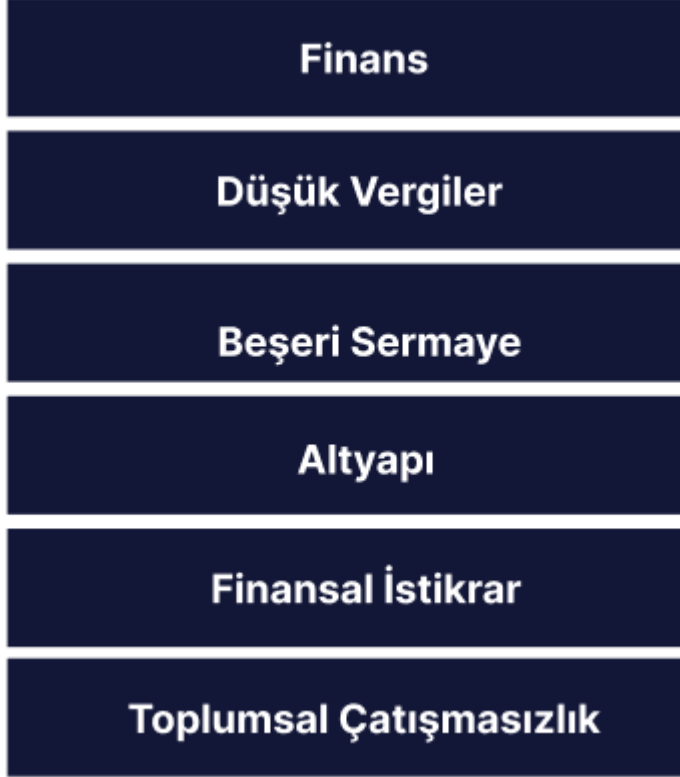 Finans
Düşük Vergiler
Beşeri Sermaye
Altyapı
Finansal İstikrar
Toplumsal Çatışmasızlık